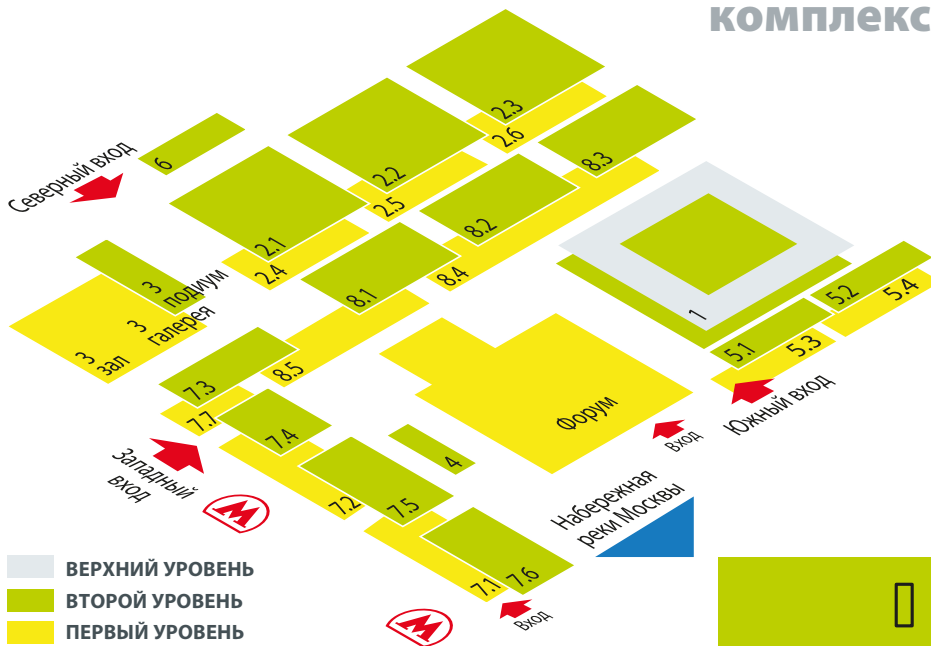 комплекс
2.3
2.6
8.3
6
Северный вход
2.2
2.5
8.2
8.4
2.1
2.4
8.1
8.5
3
подиум
3
галерея
3
зал
1
5.2
5.4
5.1
5.3
Южный вход
7.3
7.7
7.4
Форум
Вход
4
Западный
вход
7.2
7.5
Набережная
реки Москвы
7.1
7.6
Вход
М
М
ВЕРХНИЙ УРОВЕНЬ
ВТОРОЙ УРОВЕНЬ
ПЕРВЫЙ УРОВЕНЬ